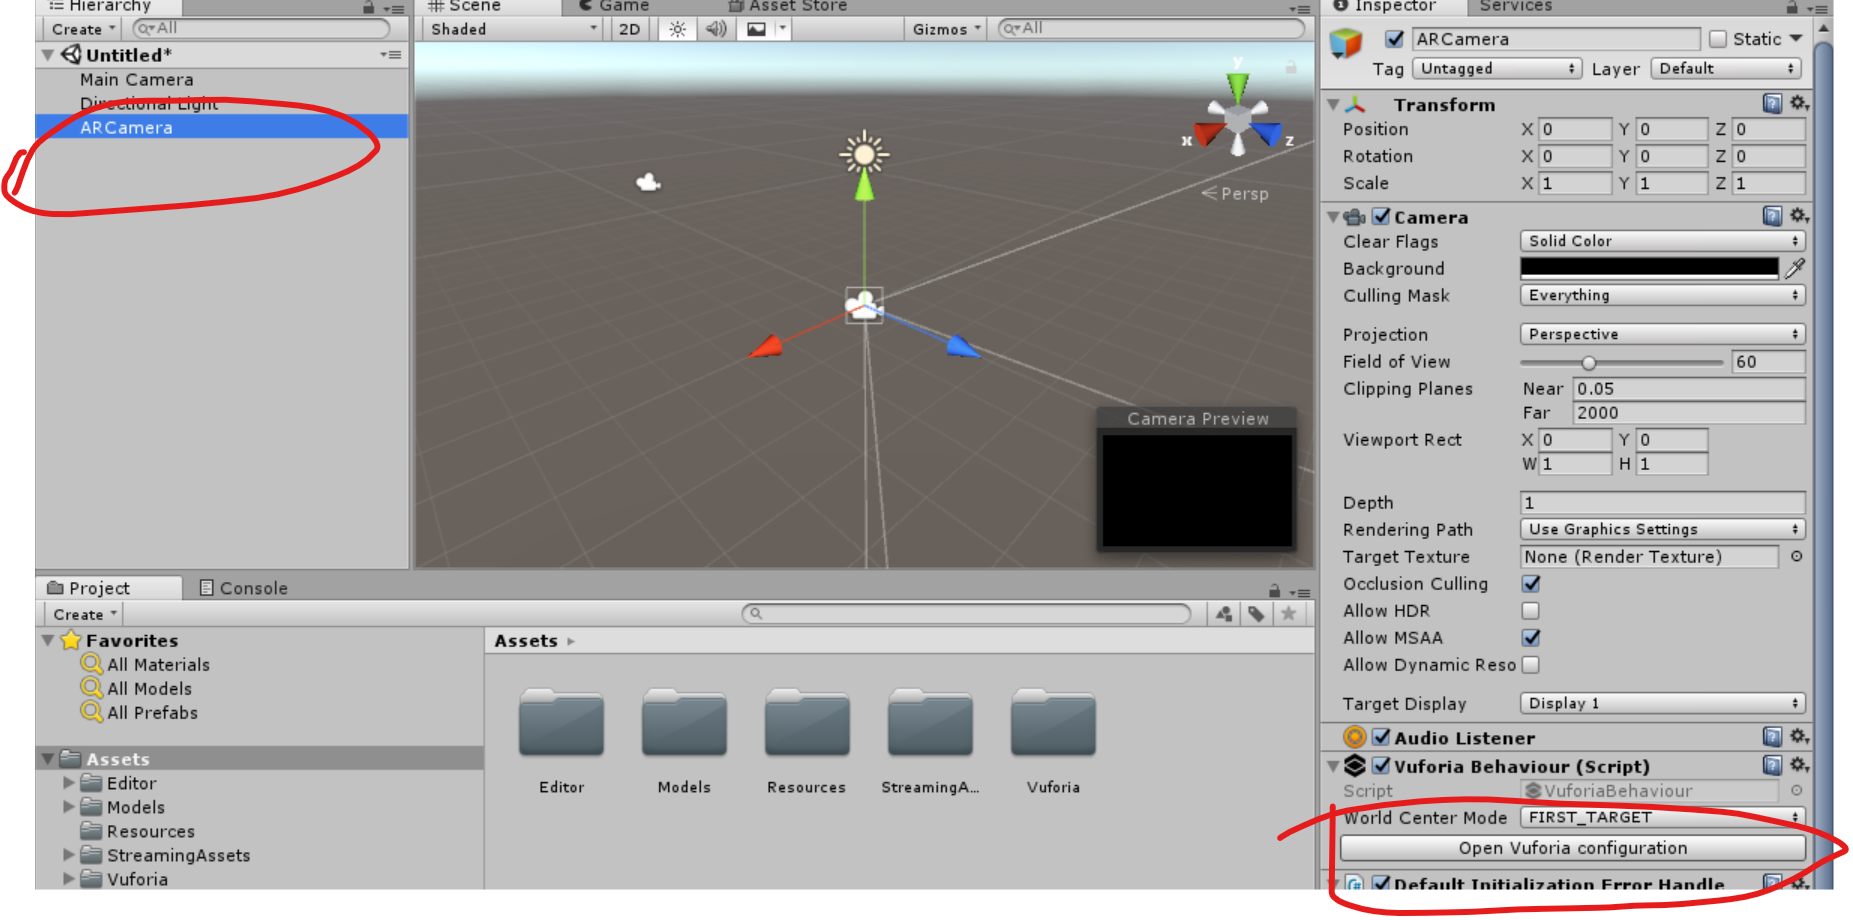 Hierarchy
Create
All
Untitled*
Main Camera
Directional Light
ARCamera
Scene
Game
Asset Store
Shaded
2D
Gizmos
All
y
x
z
Persp
Camera Preview
Project
Console
Create
Favorites
All Materials
All Models
All Prefabs
Assets
Editor
Models
Resources
StreamingAssets
Vuforia
Assets
Editor
Models
Resources
StreamingA...
Vuforia
Inspector
Services
ARCamera
Static
Tag Untagged
Layer Default
Transform
Position X 0 Y 0 Z 0
Rotation X 0 Y 0 Z 0
Scale X 1 Y 1 Z 1
Camera
Clear Flags Solid Color
Background
Culling Mask Everything
Projection Perspective
Field of View 60
Clipping Planes Near 0.05
Far 2000
Viewport Rect X 0 Y 0
W 1 H 1
Depth 1
Rendering Path Use Graphics Settings
Target Texture None (Render Texture)
Occlusion Culling
Allow HDR
Allow MSAA
Allow Dynamic Reso
Target Display Display 1
Audio Listener
Vuforia Behaviour (Script)
Script VuforiaBehaviour
World Center Mode FIRST_TARGET
Open Vuforia configuration
Default Initialization Error Handle